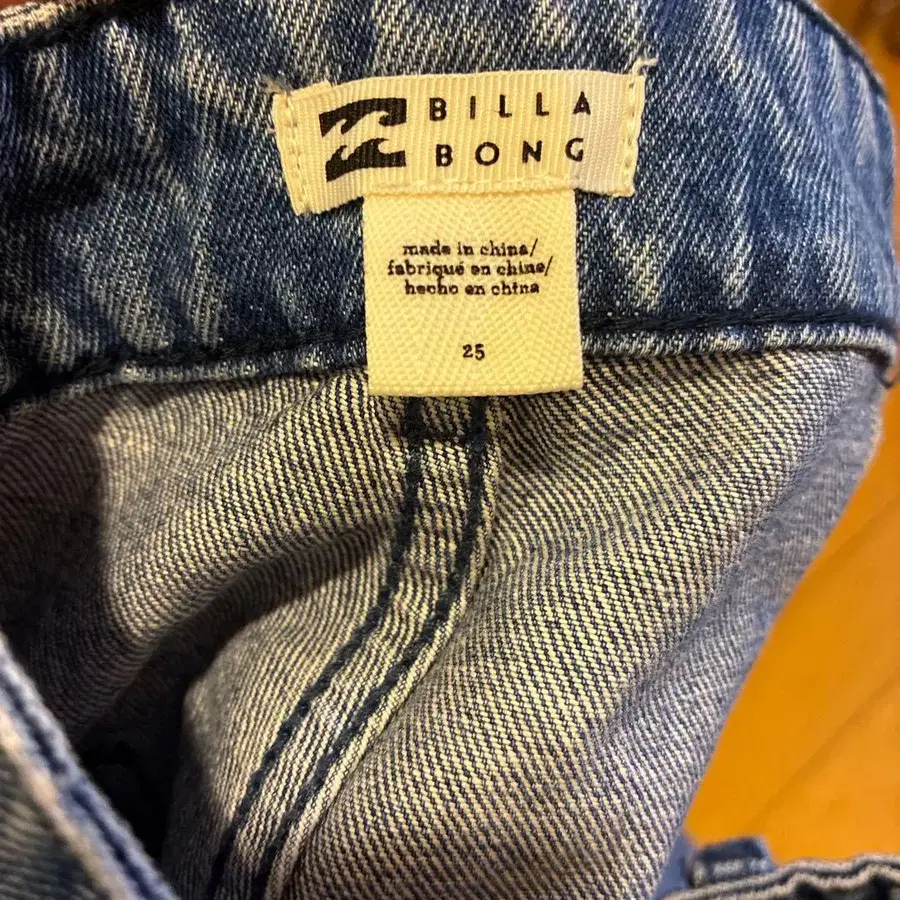 BILLA
BONG
made in china/
fabriqué en chine/
hecho en china
25